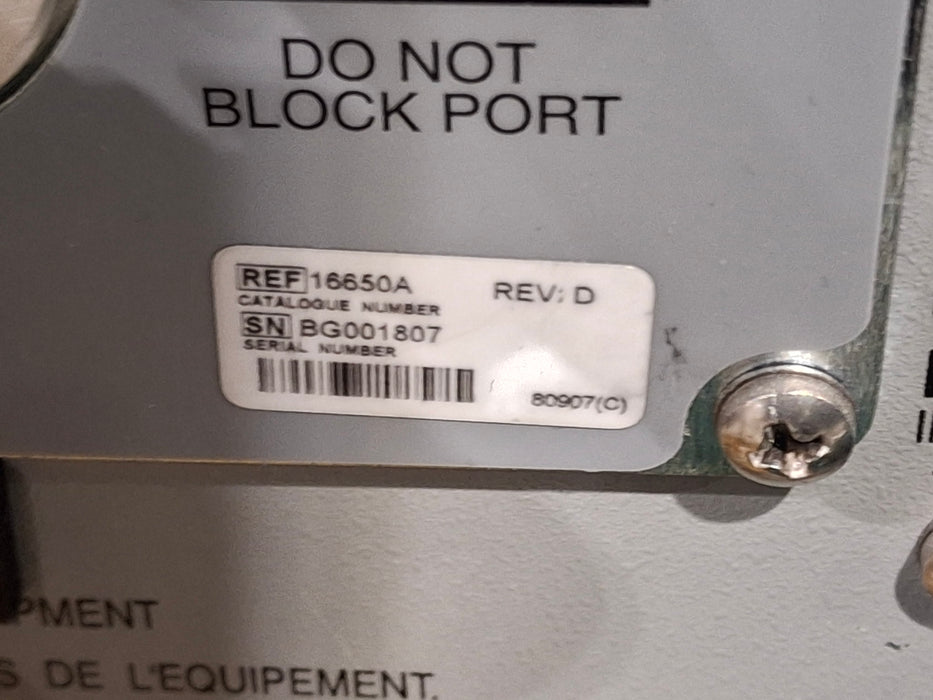 DO NOT
BLOCK PORT
REF 16650A
REV: D
CATALOGUE NUMBER
SN BG001807
SERIAL NUMBER
80907(C)
PMENT
S DE L'EQUIPEMENT.